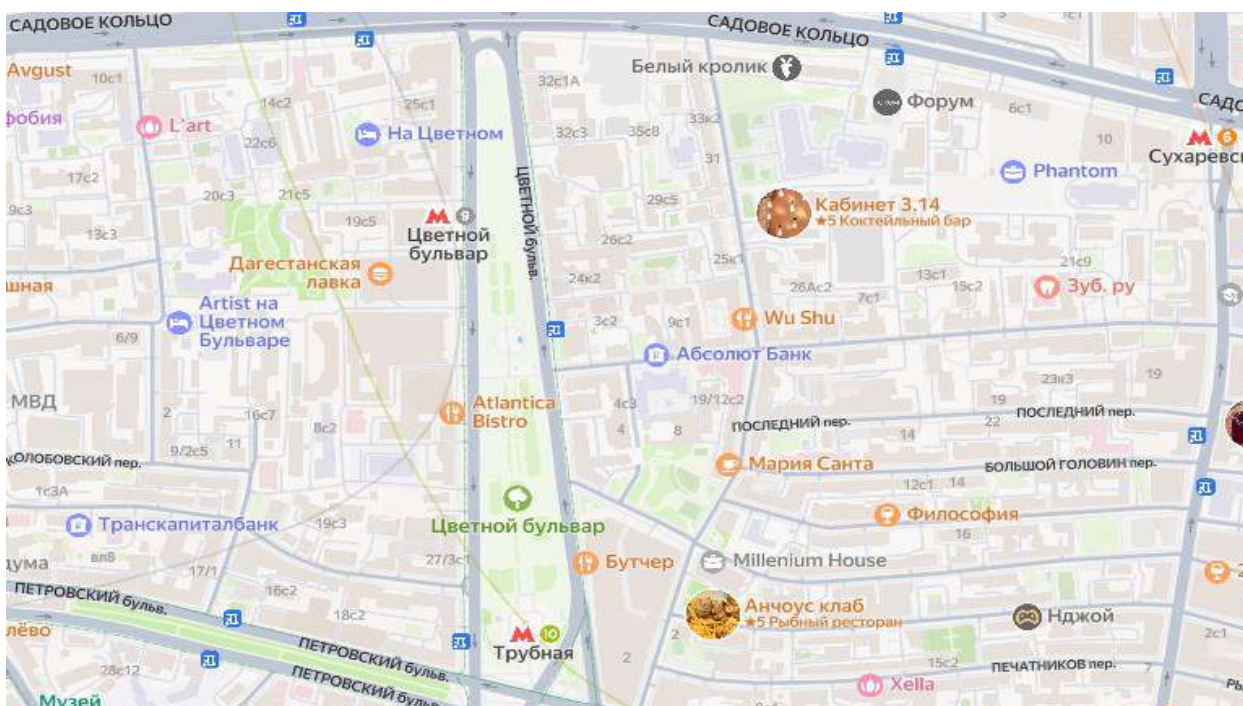 САДОВОЕ КОЛЬЦО
САДОВОЕ КОЛЬЦО
Avgust
10с1
32с1А
Белый кролик
14с2
25с1
Форум
6с1
фобия
L'art
На Цветном
22с6
32с3
35с8
33к2
31
10
6
Сухаревс
17с2
Phantom
20с3
21с5
29с5
9с3
13с3
19с5
9
Цветной
бульвар
ЦВЕТНОЙ бульв.
Кабинет 3.14
★5 Коктейльный бар
26с2
25к1
Дагестанская
лавка
24к2
13с1
21с9
15с2
26Ас2
7с1
Зуб. ру
шная
Artist на
Цветном
Бульваре
6/9
3с2
9с1
Wu Shu
Абсолют Банк
МВД
2
16с7
8с2
Atlantica
Bistro
4с3
4
8
19/12с2
23к3
19
19
ПОСЛЕДНИЙ пер.
22
ПОСЛЕДНИЙ пер.
14
9/2с5
11
КОЛОБОВСКИЙ пер.
Мария Санта
БОЛЬШОЙ ГОЛОВИН пер.
12с1
14
1с3А
Транскапиталбанк
19с3
Цветной бульвар
Философия
16
дума
вл8
17/1
27/3с1
Бутчер
Millenium House
ПЕТРОВСКИЙ бульв.
16с2
18с2
лёво
10
Трубная
Анчоус клаб
★5 Рыбный ресторан
2
2
Нджой
2с1
28с12
ПЕТРОВСКИЙ бульв.
ПЕТРОВСКИЙ бульв.
15с2
ПЕЧАТНИКОВ пер.
7
Xella
Музей